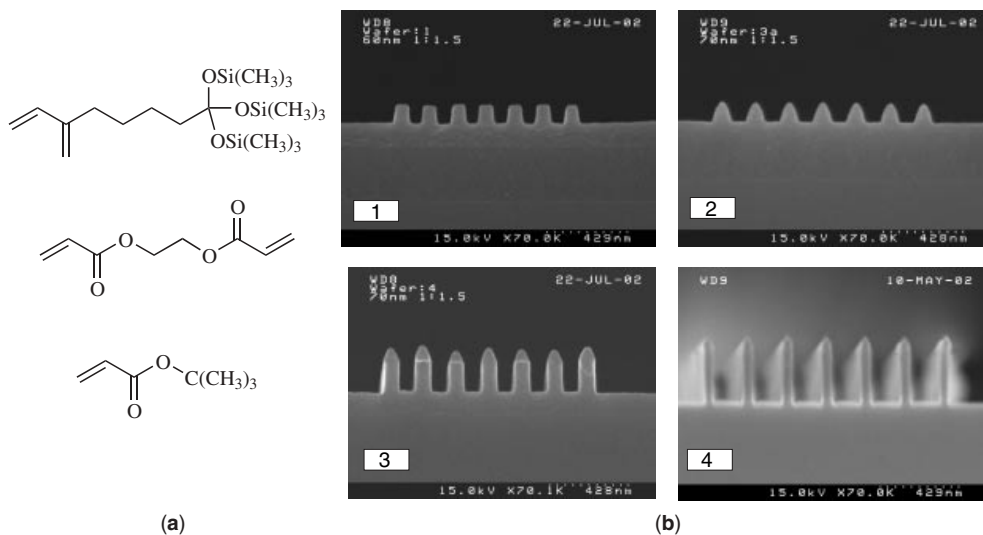 OSi(CH₃)₃
OSi(CH₃)₃
OSi(CH₃)₃
O
O
O
O
O
C(CH₃)₃
O
(a)
WD8 22-JUL-02
Wafer:1
60nm 1:1.5
1
15.0kV X70.0K 429nm
WD9 22-JUL-02
Wafer:3a
70nm 1:1.5
2
15.0kV X70.0K 428nm
WD8 22-JUL-02
Wafer:4
70nm 1:1.5
3
15.0kV X70.1K 428nm
WD9 10-MAY-02
4
15.0kV X70.0K 429nm
(b)